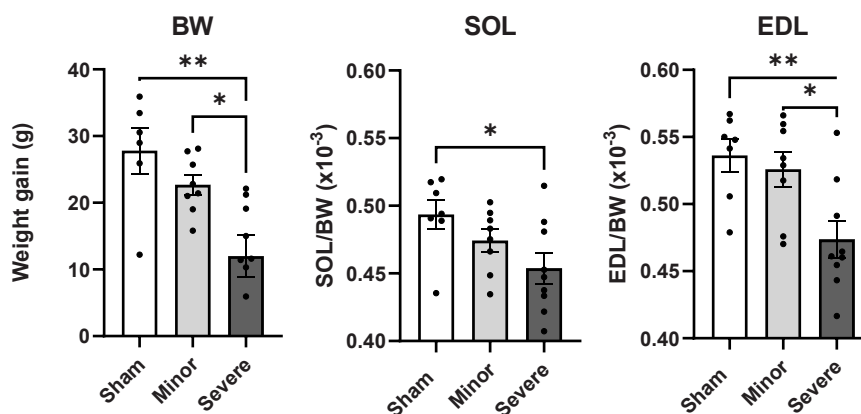 BW
**
*
Weight gain (g)
40
30
20
10
0
Sham
Minor
Severe
SOL
*
SOL/BW (x10-3)
0.60
0.55
0.50
0.45
0.40
Sham
Minor
Severe
EDL
**
*
EDL/BW (x10-3)
0.60
0.55
0.50
0.45
0.40
Sham
Minor
Severe